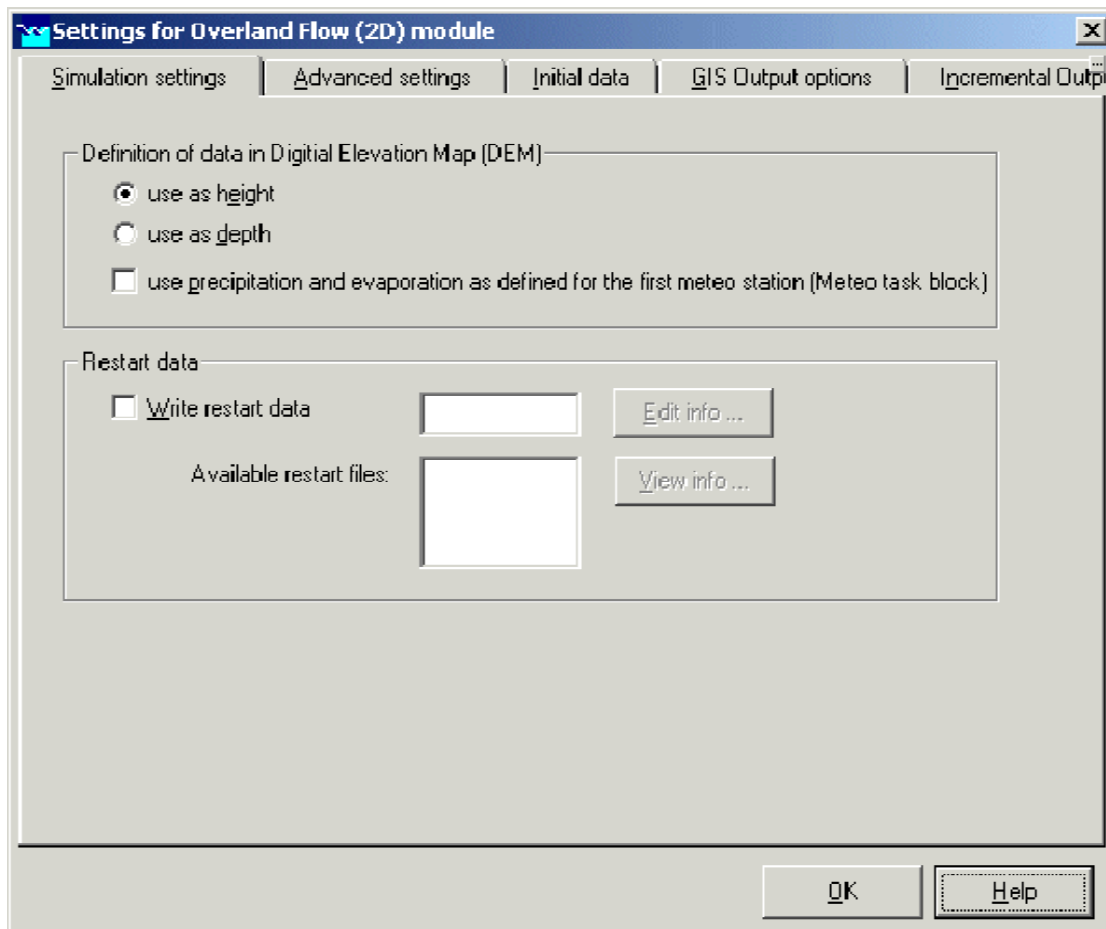 Settings for Overland Flow (2D) module
Simulation settings
Advanced settings
Initial data
GIS Output options
Incremental Outp
...
Definition of data in Digitial Elevation Map (DEM)
use as height
use as depth
use precipitation and evaporation as defined for the first meteo station (Meteo task block)
Restart data
Write restart data
Edit info ...
Available restart files:
View info ...
OK
Help